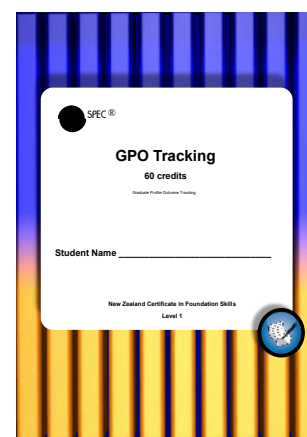 SPEC ®
GPO Tracking
60 credits
Graduate Profile Outcome Tracking
Student Name ______________________________
New Zealand Certificate in Foundation Skills
Level 1